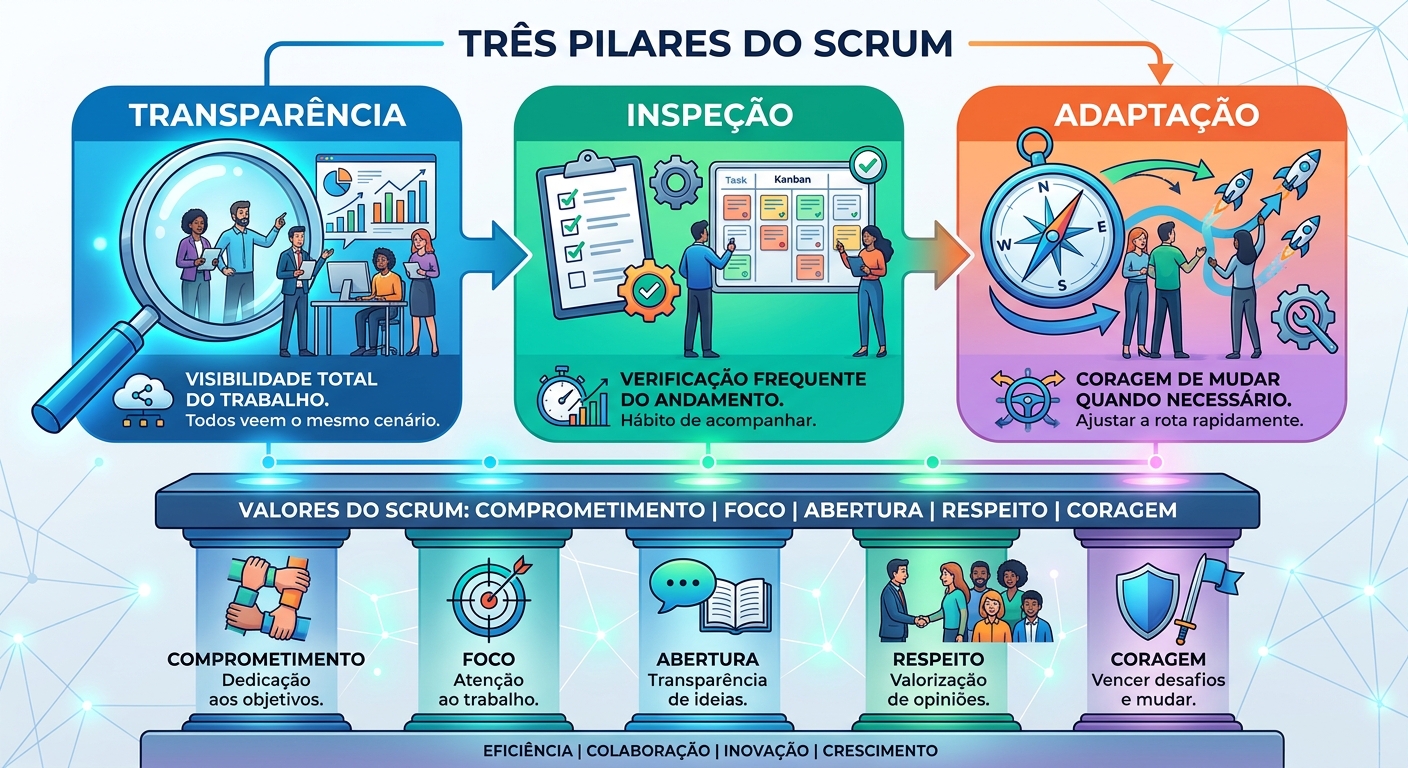 TRÊS PILARES DO SCRUM
TRANSPARÊNCIA
VISIBILIDADE TOTAL
DO TRABALHO.
Todos veem o mesmo cenário.
INSPEÇÃO
Task
Kanban
VERIFICAÇÃO FREQUENTE
DO ANDAMENTO.
Hábito de acompanhar.
ADAPTAÇÃO
N
E
S
W
CORAGEM DE MUDAR
QUANDO NECESSÁRIO.
Ajustar a rota rapidamente.
VALORES DO SCRUM: COMPROMETIMENTO | FOCO | ABERTURA | RESPEITO | CORAGEM
COMPROMETIMENTO
Dedicação
aos objetivos.
FOCO
Atenção
ao trabalho.
ABERTURA
Transparência
de ideias.
RESPEITO
Valorização
de opiniões.
CORAGEM
Vencer desafios
e mudar.
EFICIÊNCIA | COLABORAÇÃO | INOVAÇÃO | CRESCIMENTO